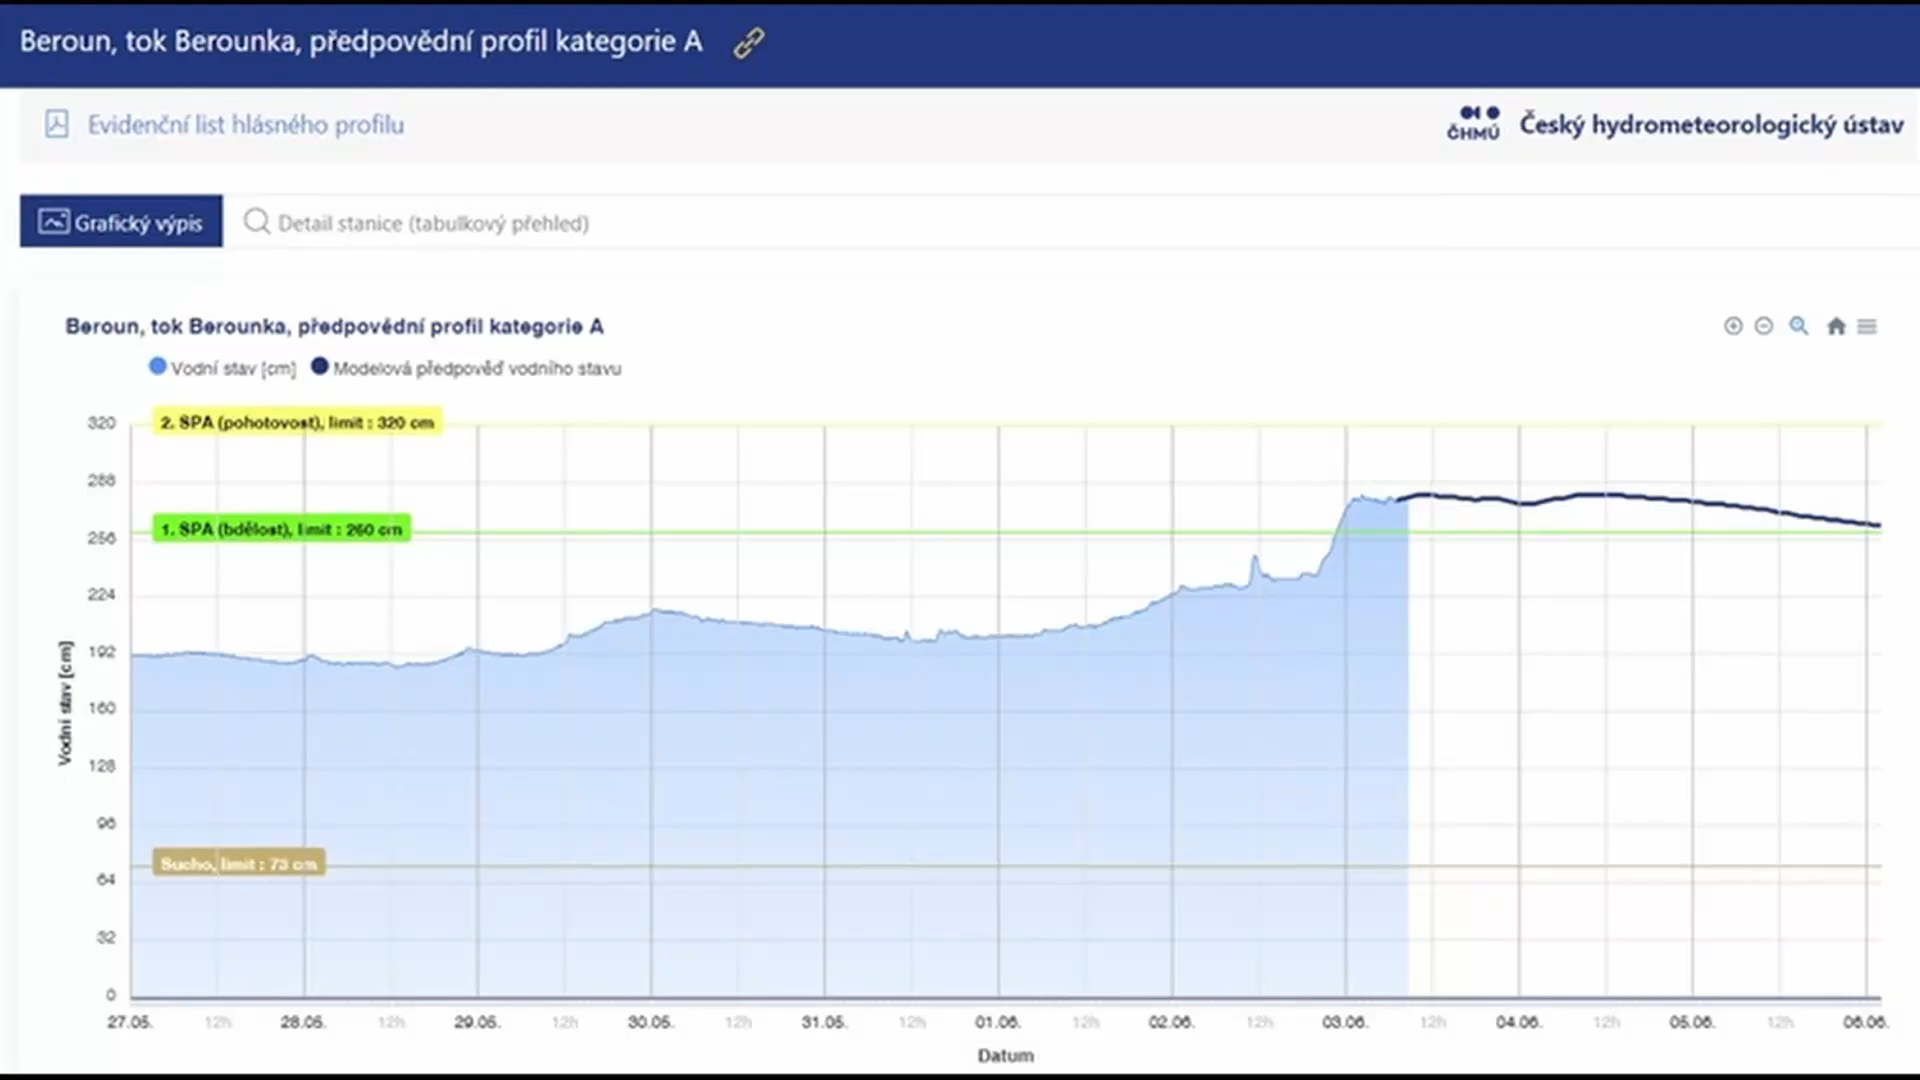 Beroun, tok Berounka, předpovědní profil kategorie A
Evidenční list hlásného profilu
ČHMÚ Český hydrometeorologický ústav
Grafický výpis
Detail stanice (tabulkový přehled)
Beroun, tok Berounka, předpovědní profil kategorie A
Vodní stav [cm] Modelová předpověď vodního stavu
320
2. SPA (pohotovost), limit : 320 cm
288
1. SPA (bdělost), limit : 260 cm
256
224
192
160
128
96
Sucho, limit : 73 cm
64
32
0
Vodní stav [cm]
27.05. 12h 28.05. 12h 29.05. 12h 30.05. 12h 31.05. 12h 01.06. 12h 02.06. 12h 03.06. 12h 04.06. 12h 05.06. 12h 06.06.
Datum